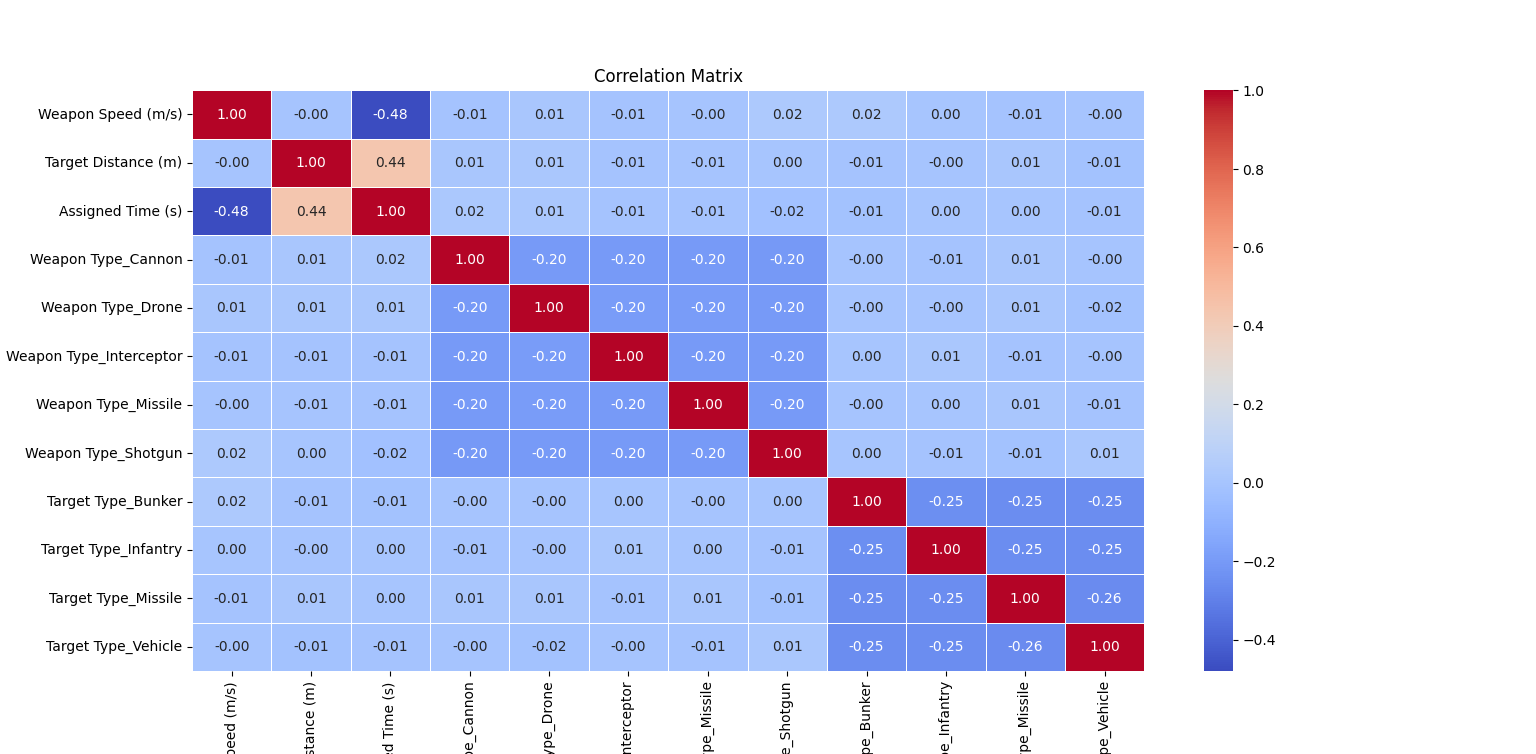 Correlation Matrix
Weapon Speed (m/s) 1.00 -0.00 -0.48 -0.01 0.01 -0.01 -0.00 0.02 0.02 0.00 -0.01 -0.00
Target Distance (m) -0.00 1.00 0.44 0.01 0.01 -0.01 -0.01 0.00 -0.01 -0.00 0.01 -0.01
Assigned Time (s) -0.48 0.44 1.00 0.02 0.01 -0.01 -0.01 -0.02 -0.01 0.00 0.00 -0.01
Weapon Type_Cannon -0.01 0.01 0.02 1.00 -0.20 -0.20 -0.20 -0.20 -0.00 -0.01 0.01 -0.00
Weapon Type_Drone 0.01 0.01 0.01 -0.20 1.00 -0.20 -0.20 -0.20 -0.00 -0.00 0.01 -0.02
Weapon Type_Interceptor -0.01 -0.01 -0.01 -0.20 -0.20 1.00 -0.20 -0.20 0.00 0.01 -0.01 -0.00
Weapon Type_Missile -0.00 -0.01 -0.01 -0.20 -0.20 -0.20 1.00 -0.20 -0.00 0.00 0.01 -0.01
Weapon Type_Shotgun 0.02 0.00 -0.02 -0.20 -0.20 -0.20 -0.20 1.00 0.00 -0.01 -0.01 0.01
Target Type_Bunker 0.02 -0.01 -0.01 -0.00 -0.00 0.00 -0.00 0.00 1.00 -0.25 -0.25 -0.25
Target Type_Infantry 0.00 -0.00 0.00 -0.01 -0.00 0.01 0.00 -0.01 -0.25 1.00 -0.25 -0.25
Target Type_Missile -0.01 0.01 0.00 0.01 0.01 -0.01 0.01 -0.01 -0.25 -0.25 1.00 -0.26
Target Type_Vehicle -0.00 -0.01 -0.01 -0.00 -0.02 -0.00 -0.01 0.01 -0.25 -0.25 -0.26 1.00
peed (m/s)
stance (m)
ed Time (s)
pe_Cannon
ype_Drone
nterceptor
pe_Missile
e_Shotgun
pe_Bunker
e_Infantry
ype_Missile
pe_Vehicle
1.0
0.8
0.6
0.4
0.2
0.0
−0.2
−0.4